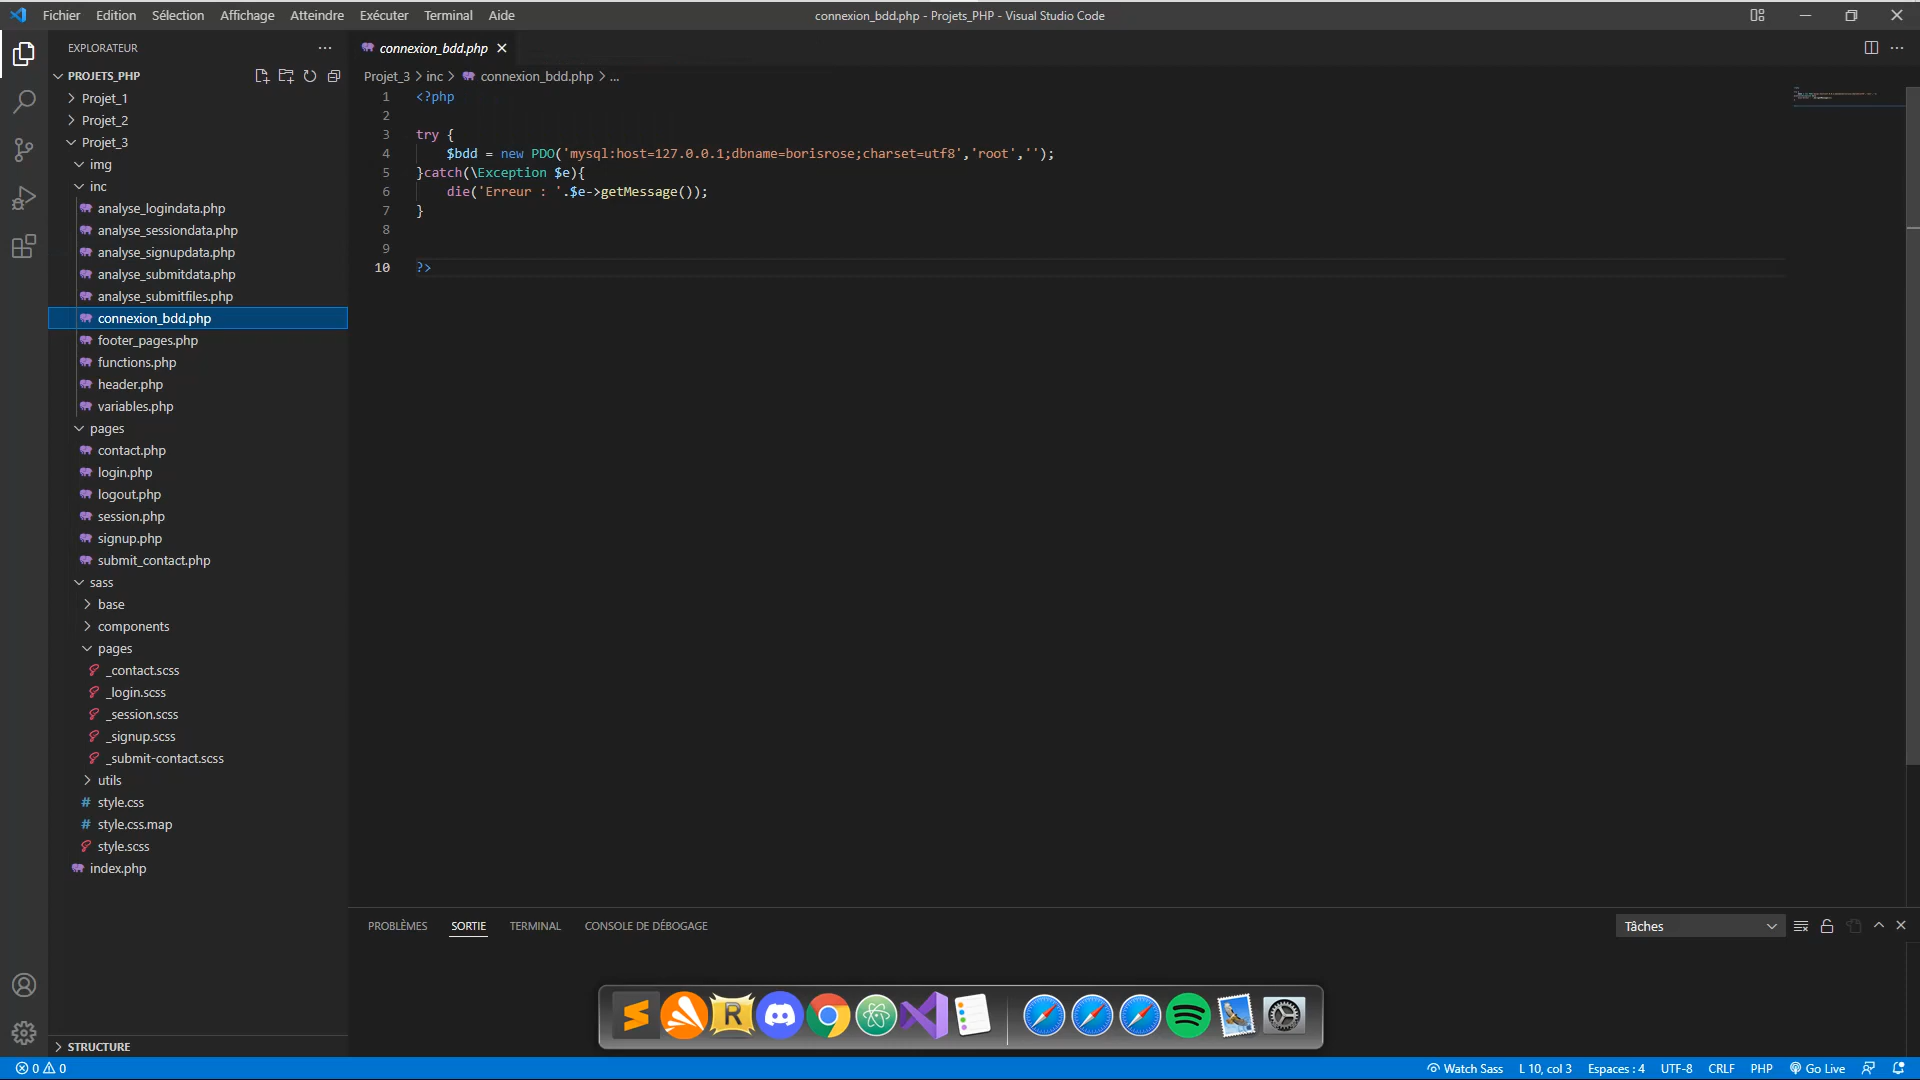 Fichier Edition Sélection Affichage Atteindre Exécuter Terminal Aide
connexion_bdd.php - Projets_PHP - Visual Studio Code
EXPLORATEUR
PROJETS_PHP
Projet_1
Projet_2
Projet_3
img
inc
analyse_logindata.php
analyse_sessiondata.php
analyse_signupdata.php
analyse_submitdata.php
analyse_submitfiles.php
connexion_bdd.php
footer_pages.php
functions.php
header.php
variables.php
pages
contact.php
login.php
logout.php
session.php
signup.php
submit_contact.php
sass
base
components
pages
_contact.scss
_login.scss
_session.scss
_signup.scss
_submit-contact.scss
utils
style.css
style.css.map
style.scss
index.php
STRUCTURE
connexion_bdd.php
Projet_3 > inc > connexion_bdd.php > ...
1 <?php
2
3 try {
4 $bdd = new PDO('mysql:host=127.0.0.1;dbname=borisrose;charset=utf8','root','');
5 }catch(\Exception $e){
6 die('Erreur : '.$e->getMessage());
7 }
8
9
10 ?>
PROBLÈMES SORTIE TERMINAL CONSOLE DE DÉBOGAGE
Tâches
R
0 0
Watch Sass L 10, col 3 Espaces : 4 UTF-8 CRLF PHP Go Live